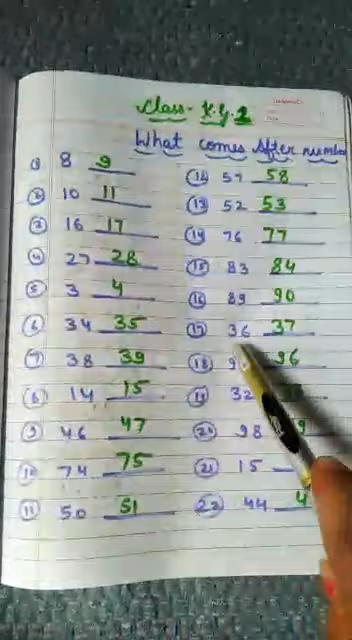 Class - K.G. 2
What comes After number
① 8 9
② 10 11
③ 16 17
④ 27 28
⑤ 3 4
⑥ 34 35
⑦ 38 39
⑧ 14 15
⑨ 46 47
⑩ 74 75
⑪ 50 51
⑫ 57 58
⑬ 52 53
⑭ 76 77
⑮ 83 84
⑯ 89 90
⑰ 36 37
⑱ 96
⑲ 32
⑳ 98
㉑ 15
㉒ 44